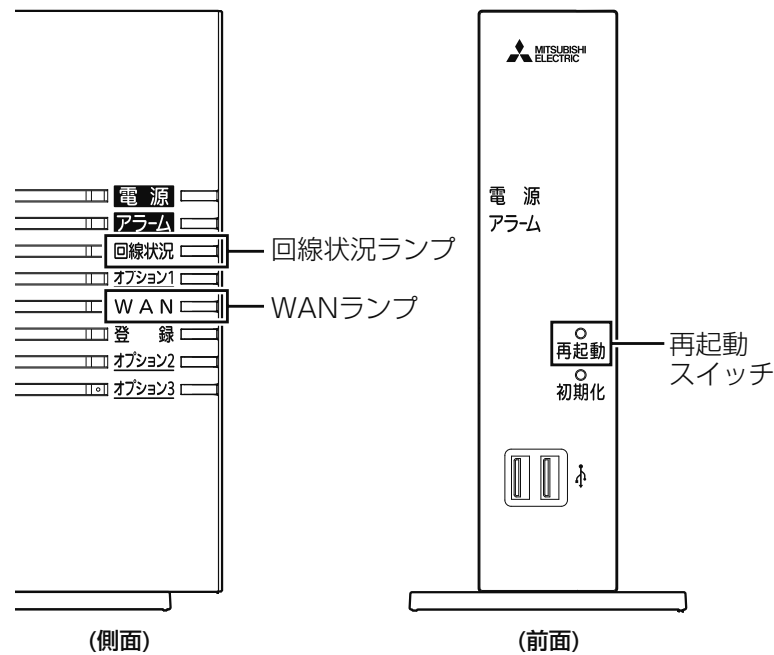 電 源
アラーム
回線状況
オプション1
W A N
登 録
オプション2
オプション3
回線状況ランプ
WANランプ
(側面)
MITSUBISHI
ELECTRIC
電 源
アラーム
再起動
初期化
再起動
スイッチ
(前面)